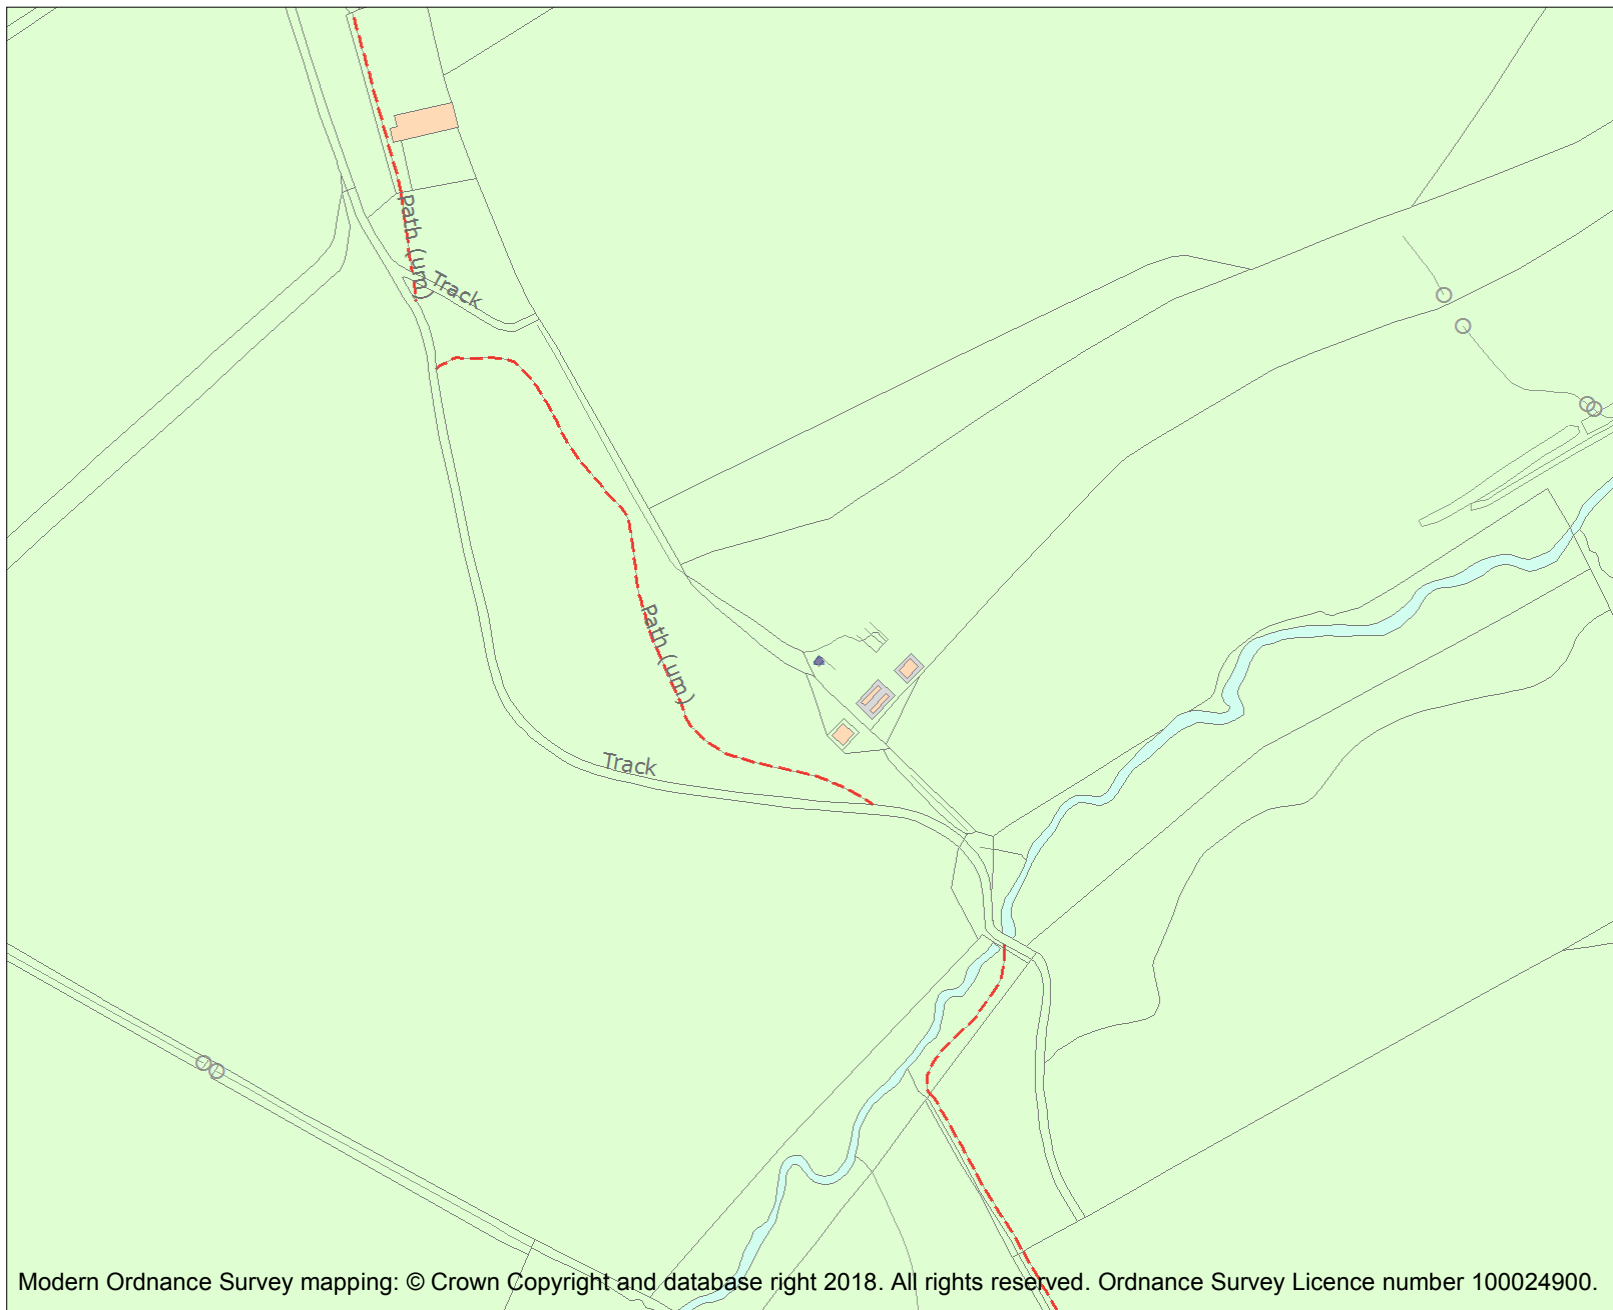 Path (um)
Track
Path (um)
Track
Modern Ordnance Survey mapping: © Crown Copyright and database right 2018. All rights reserved. Ordnance Survey Licence number 100024900.